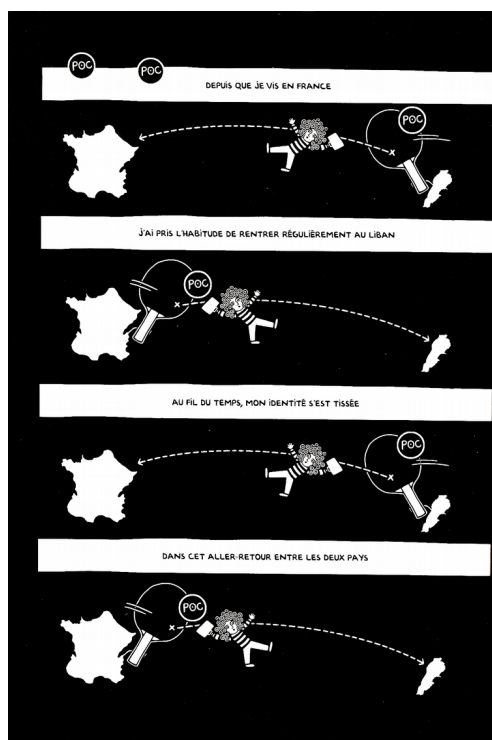 POC
POC
DEPUIS QUE JE VIS EN FRANCE
POC
J'AI PRIS L'HABITUDE DE RENTRER RÉGULIÈREMENT AU LIBAN
POC
AU FIL DU TEMPS, MON IDENTITÉ S'EST TISSÉE
POC
DANS CET ALLER-RETOUR ENTRE LES DEUX PAYS
POC